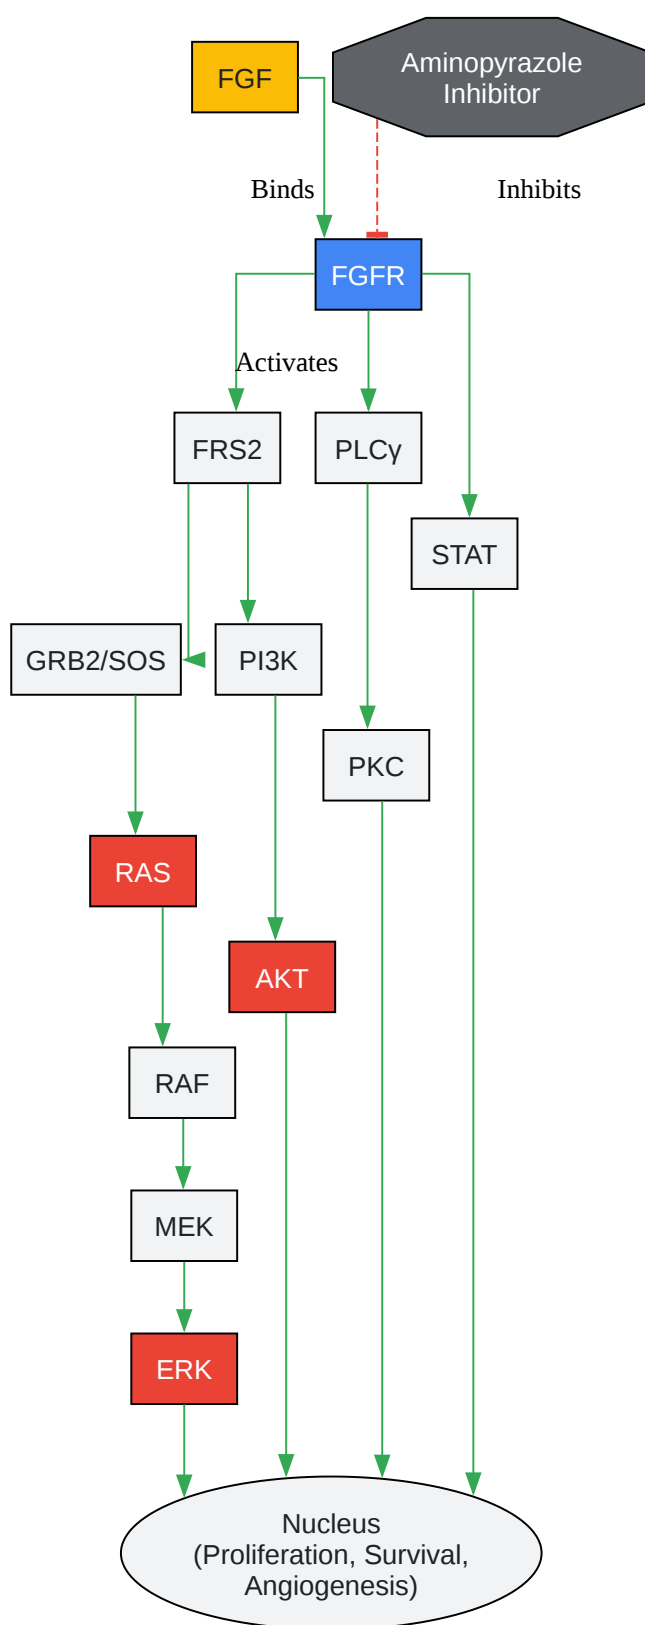 FGF
Aminopyrazole
Inhibitor
Binds
Inhibits
FGFR
Activates
FRS2
PLCγ
STAT
GRB2/SOS
PI3K
PKC
RAS
AKT
RAF
MEK
ERK
Nucleus
(Proliferation, Survival,
Angiogenesis)